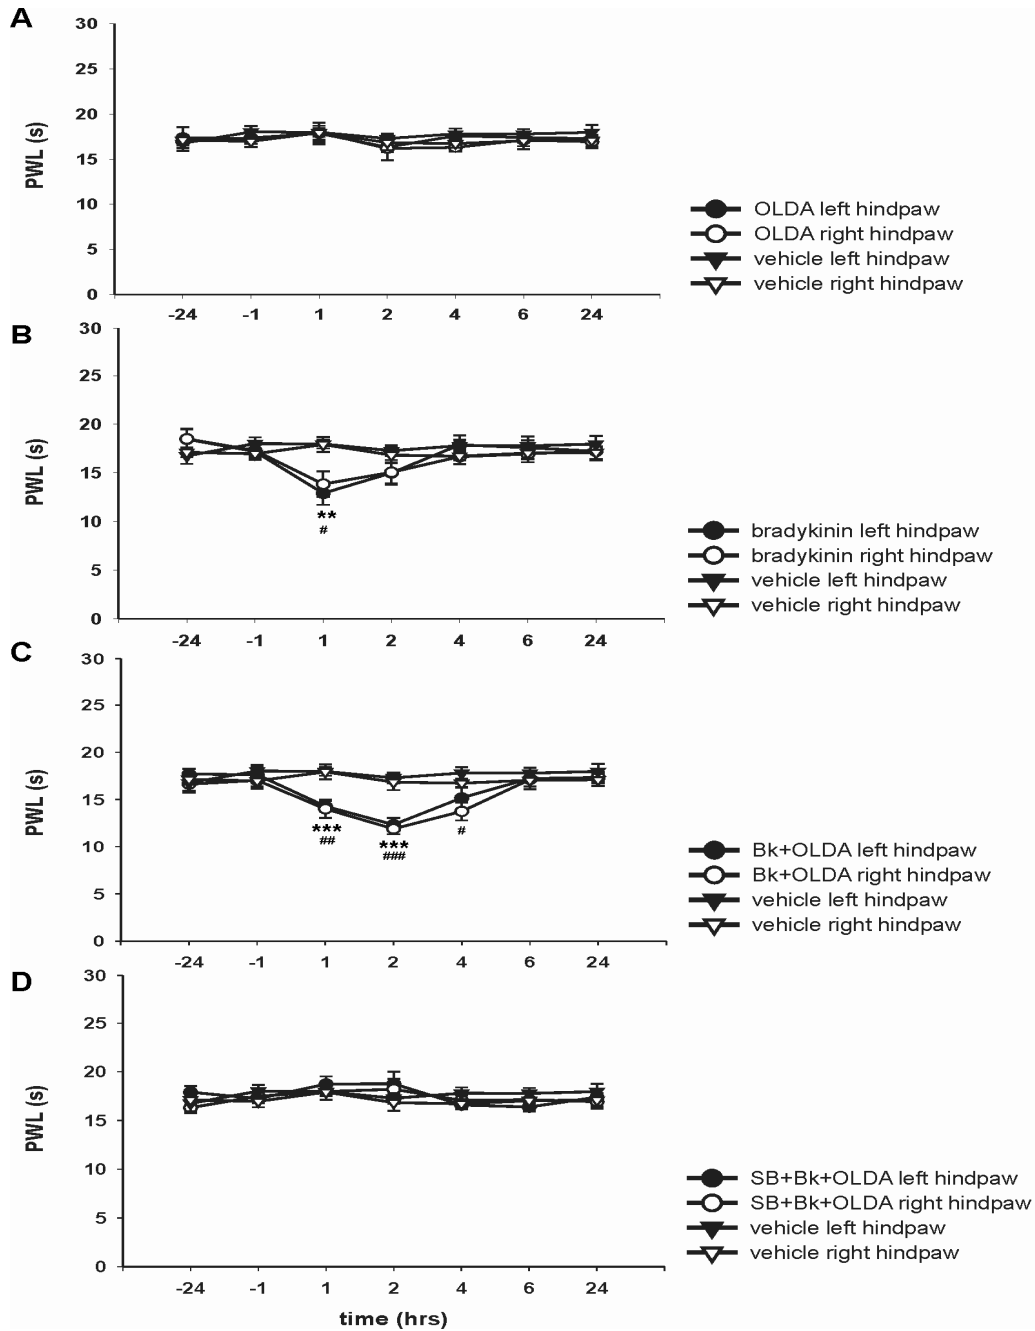 A
30
25
20
15
10
5
0
PWL (s)
-24 -1 1 2 4 6 24
OLDA left hindpaw
OLDA right hindpaw
vehicle left hindpaw
vehicle right hindpaw
B
30
25
20
15
10
5
0
PWL (s)
**
#
-24 -1 1 2 4 6 24
bradykinin left hindpaw
bradykinin right hindpaw
vehicle left hindpaw
vehicle right hindpaw
C
30
25
20
15
10
5
0
PWL (s)
*** *** #
## ###
-24 -1 1 2 4 6 24
Bk+OLDA left hindpaw
Bk+OLDA right hindpaw
vehicle left hindpaw
vehicle right hindpaw
D
30
25
20
15
10
5
0
PWL (s)
-24 -1 1 2 4 6 24
time (hrs)
SB+Bk+OLDA left hindpaw
SB+Bk+OLDA right hindpaw
vehicle left hindpaw
vehicle right hindpaw